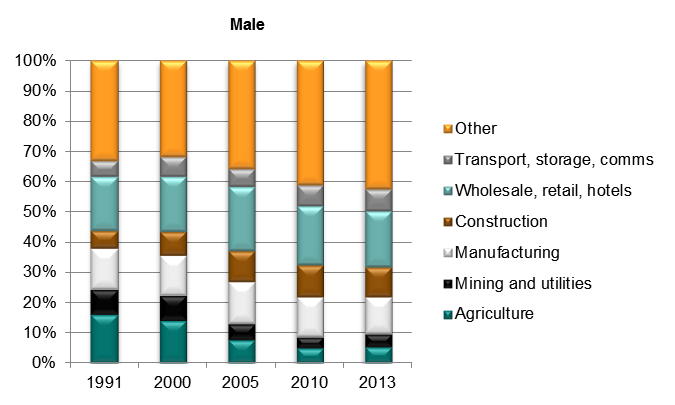 Male
100%
90%
80%
70%
60%
50%
40%
30%
20%
10%
0%
1991 2000 2005 2010 2013
Other
Transport, storage, comms
Wholesale, retail, hotels
Construction
Manufacturing
Mining and utilities
Agriculture